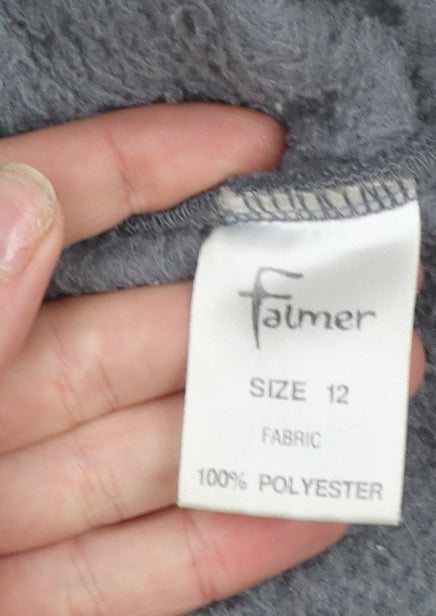 Falmer
SIZE 12
FABRIC
100% POLYESTER